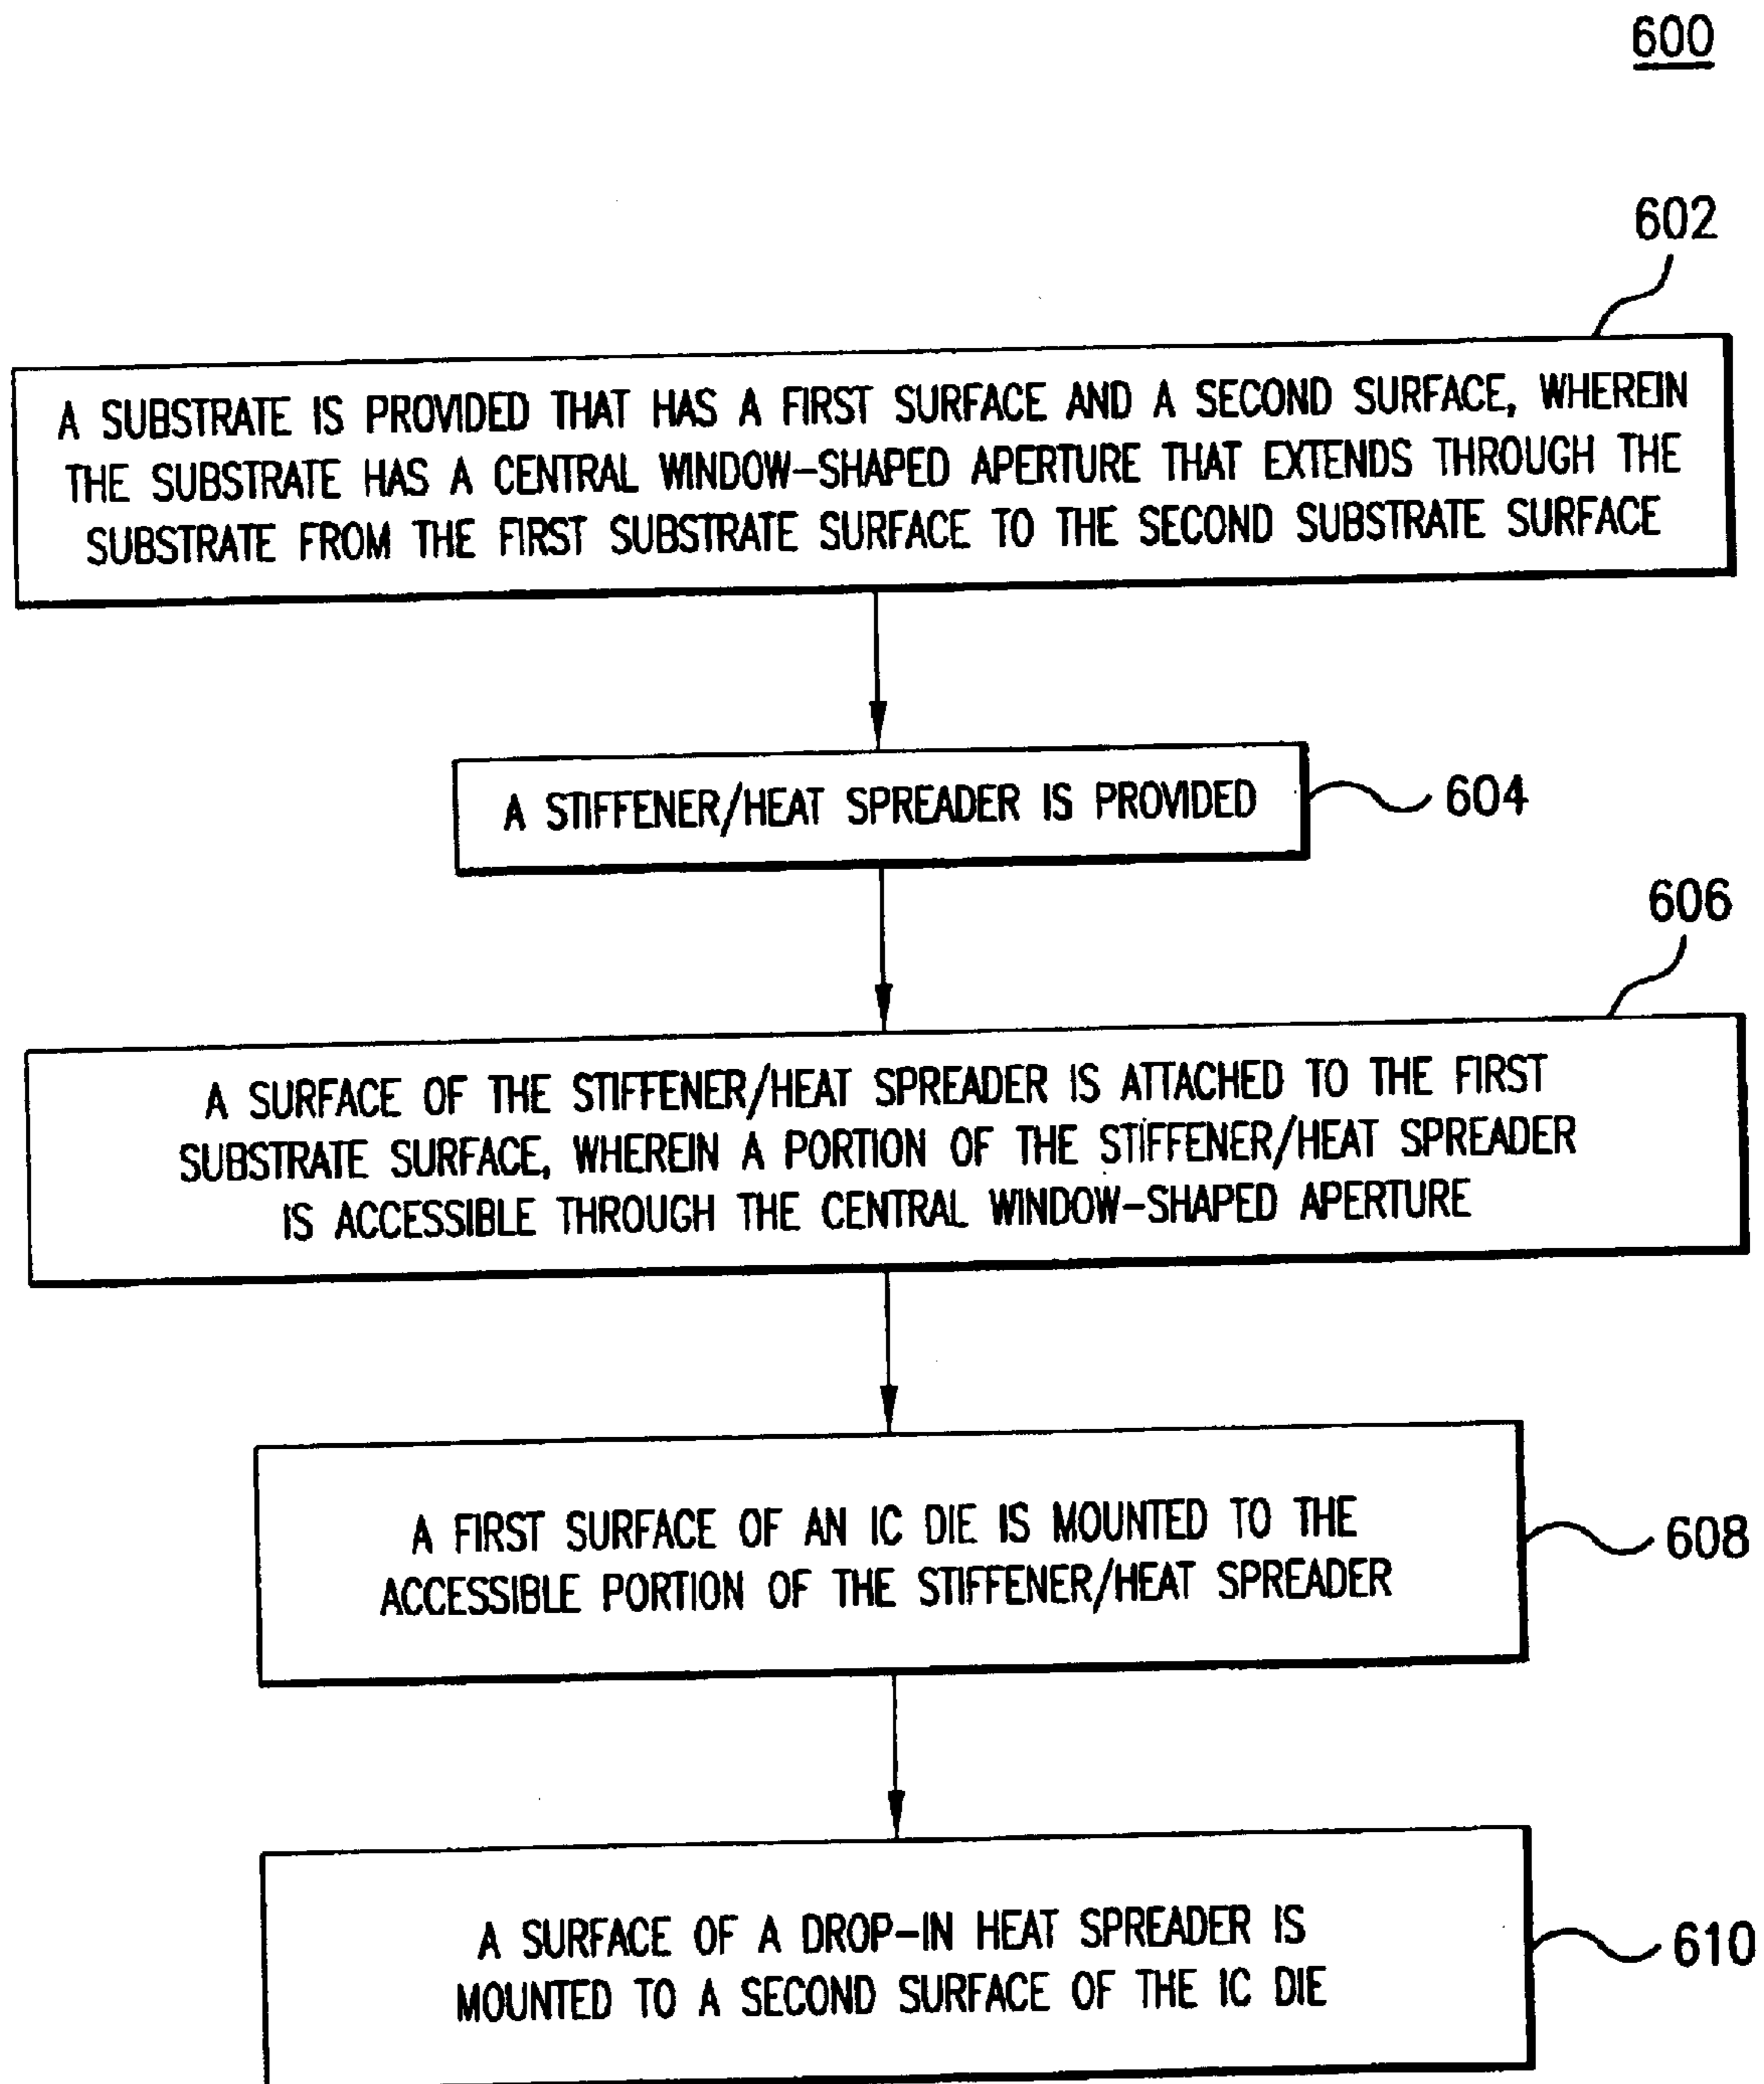 600
602
A SUBSTRATE IS PROVIDED THAT HAS A FIRST SURFACE AND A SECOND SURFACE, WHEREIN
THE SUBSTRATE HAS A CENTRAL WINDOW-SHAPED APERTURE THAT EXTENDS THROUGH THE
SUBSTRATE FROM THE FIRST SUBSTRATE SURFACE TO THE SECOND SUBSTRATE SURFACE
A STIFFENER/HEAT SPREADER IS PROVIDED
604
606
A SURFACE OF THE STIFFENER/HEAT SPREADER IS ATTACHED TO THE FIRST
SUBSTRATE SURFACE, WHEREIN A PORTION OF THE STIFFENER/HEAT SPREADER
IS ACCESSIBLE THROUGH THE CENTRAL WINDOW-SHAPED APERTURE
A FIRST SURFACE OF AN IC DIE IS MOUNTED TO THE
ACCESSIBLE PORTION OF THE STIFFENER/HEAT SPREADER
608
A SURFACE OF A DROP-IN HEAT SPREADER IS
MOUNTED TO A SECOND SURFACE OF THE IC DIE
610